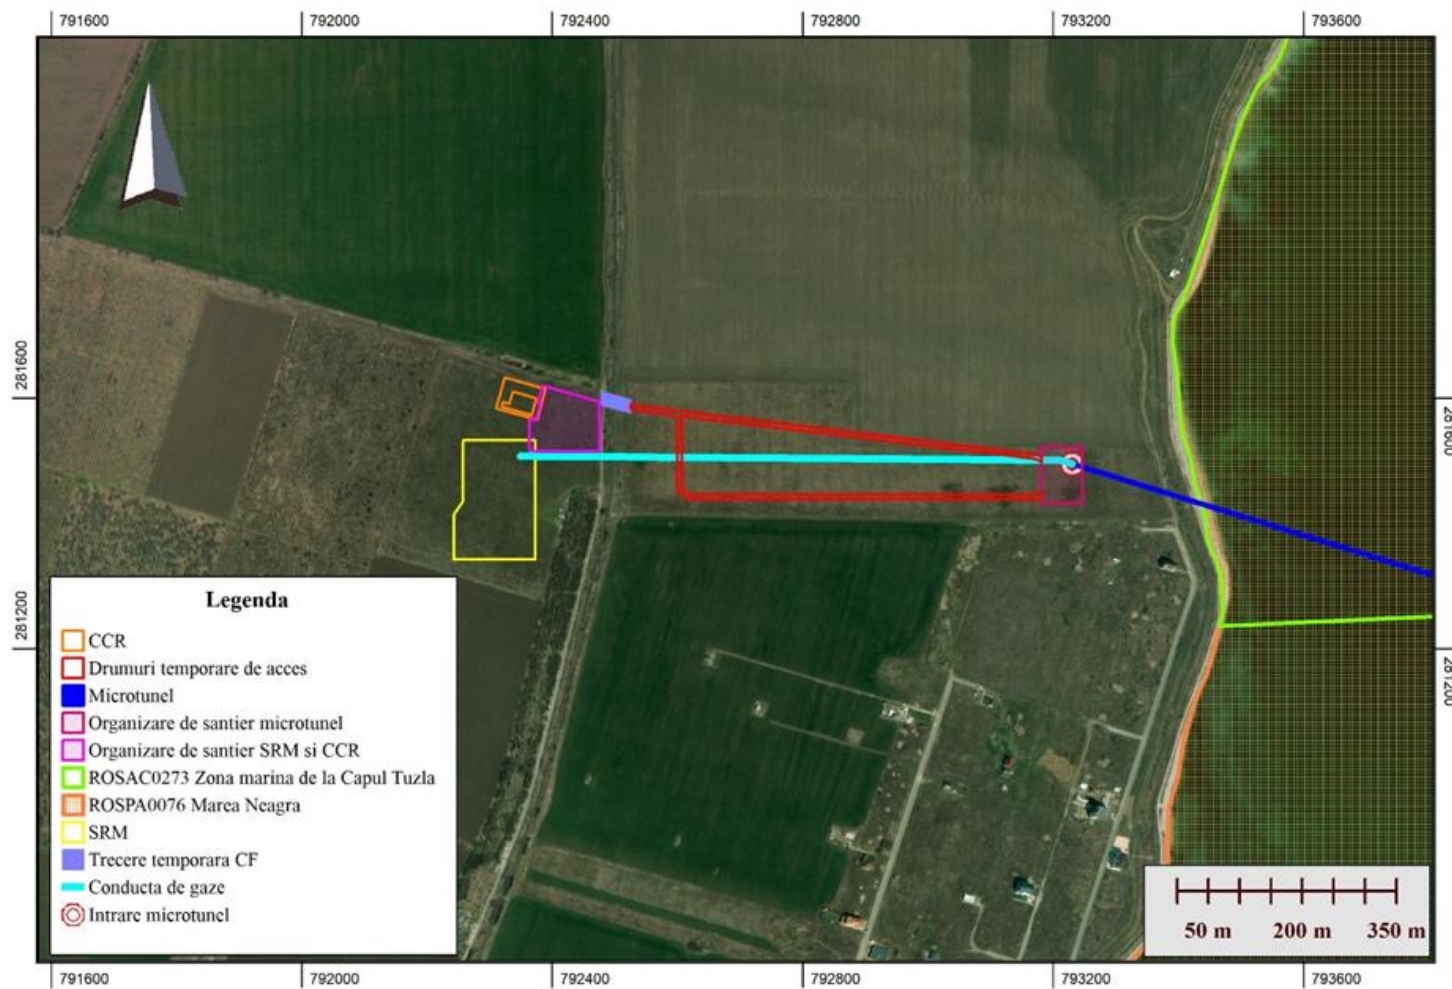 791600 792000 792400 792800 793200 793600
281600
281600
281200
281200
Legenda
CCR
Drumuri temporare de acces
Microtunel
Organizare de santier microtunel
Organizare de santier SRM si CCR
ROSAC0273 Zona marina de la Capul Tuzla
ROSPA0076 Marea Neagra
SRM
Trecere temporara CF
Conducta de gaze
Intrare microtunel
50 m 200 m 350 m
791600 792000 792400 792800 793200 793600